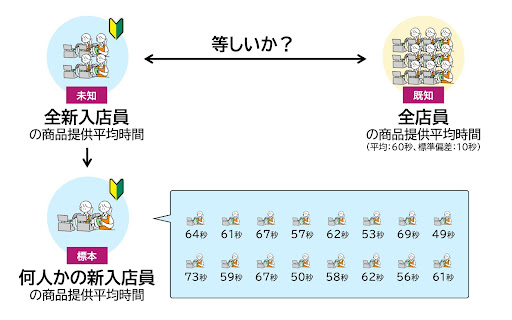 等しいか？
未知
全新入店員
の商品提供平均時間
既知
全店員
の商品提供平均時間
(平均:60秒、標準偏差:10秒)
標本
何人かの新入店員
の商品提供平均時間
64秒 61秒 67秒 57秒 62秒 53秒 69秒 49秒
73秒 59秒 67秒 50秒 58秒 62秒 56秒 61秒